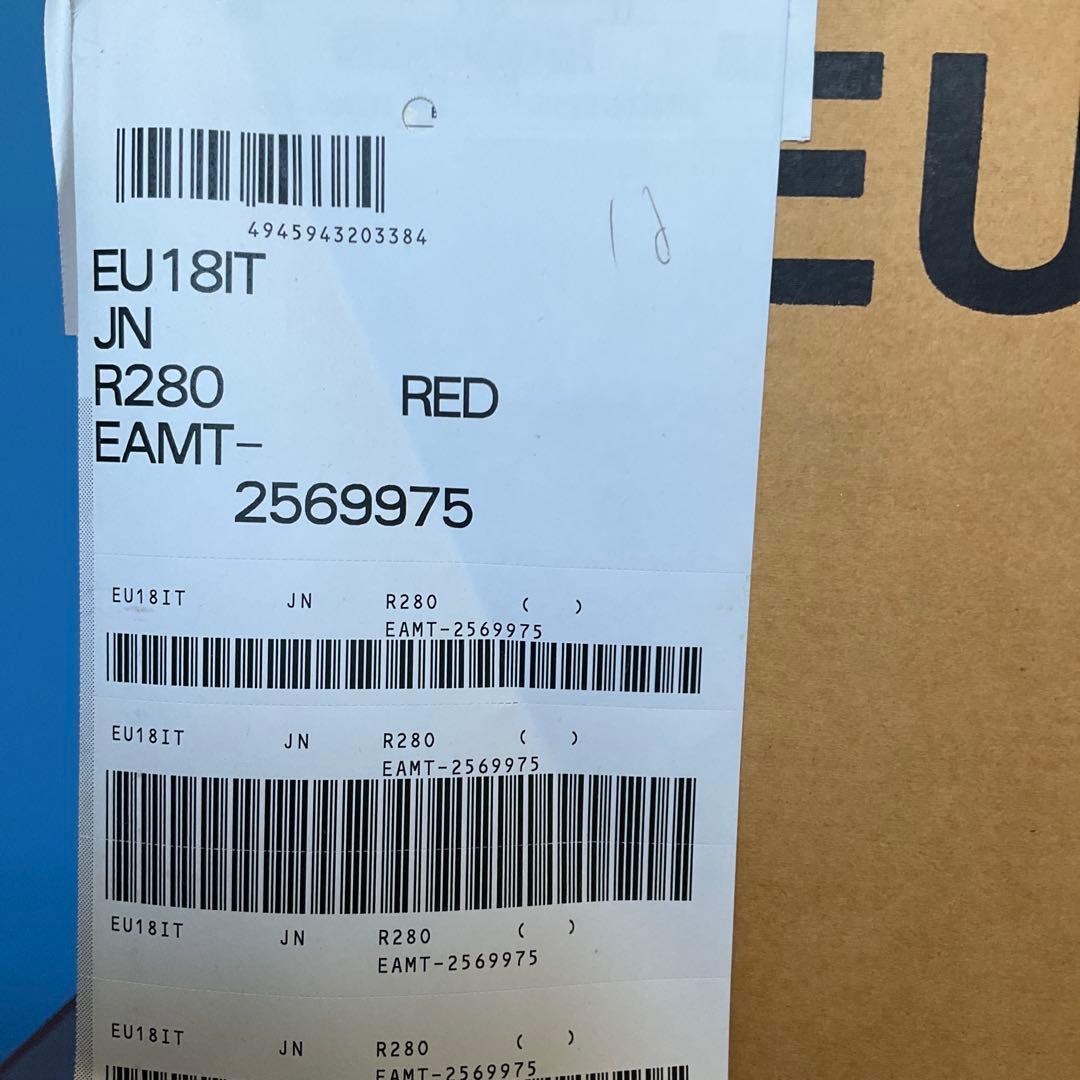 4945943203384
EU18IT
JN
R280 RED
EAMT-
2569975
EU18IT JN R280 ( )
EAMT-2569975
EU18IT JN R280 ( )
EAMT-2569975
EU18IT JN R280 ( )
EAMT-2569975
EU18IT JN R280 ( )
EAMT-2569975
EU